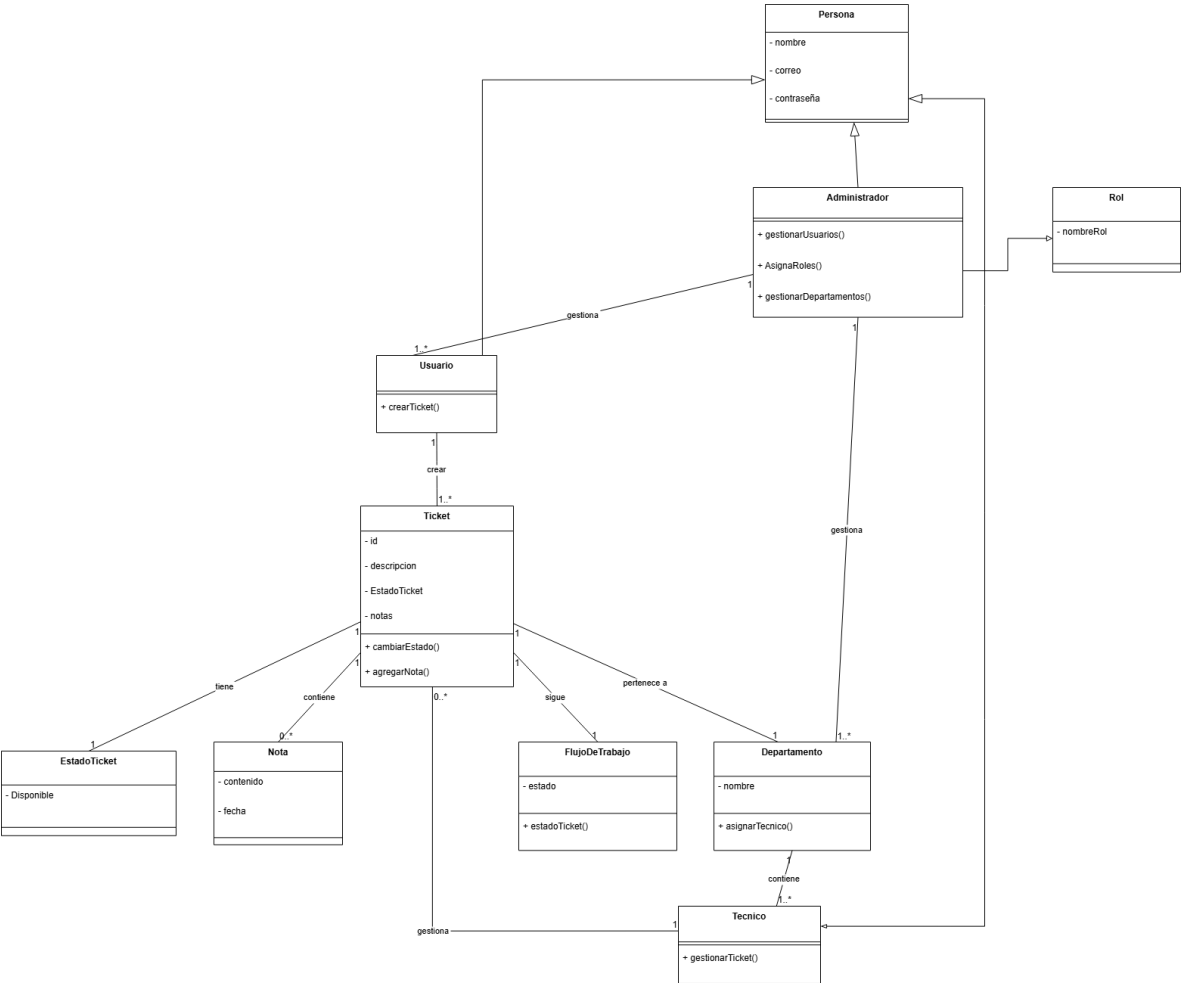 Persona
- nombre
- correo
- contraseña
Administrador
+ gestionarUsuarios()
+ AsignaRoles()
+ gestionarDepartamentos()
Rol
- nombreRol
1
gestiona
1..*
1
Usuario
+ crearTicket()
1
crear
1..*
Ticket
- id
- descripcion
- EstadoTicket
- notas
+ cambiarEstado()
+ agregarNota()
gestiona
1
1
1
1
0..*
tiene
contiene
sigue
pertenece a
1
0..*
1
1
1..*
EstadoTicket
- Disponible
Nota
- contenido
- fecha
FlujoDeTrabajo
- estado
+ estadoTicket()
Departamento
- nombre
+ asignarTecnico()
1
contiene
1..*
gestiona
1
Tecnico
+ gestionarTicket()